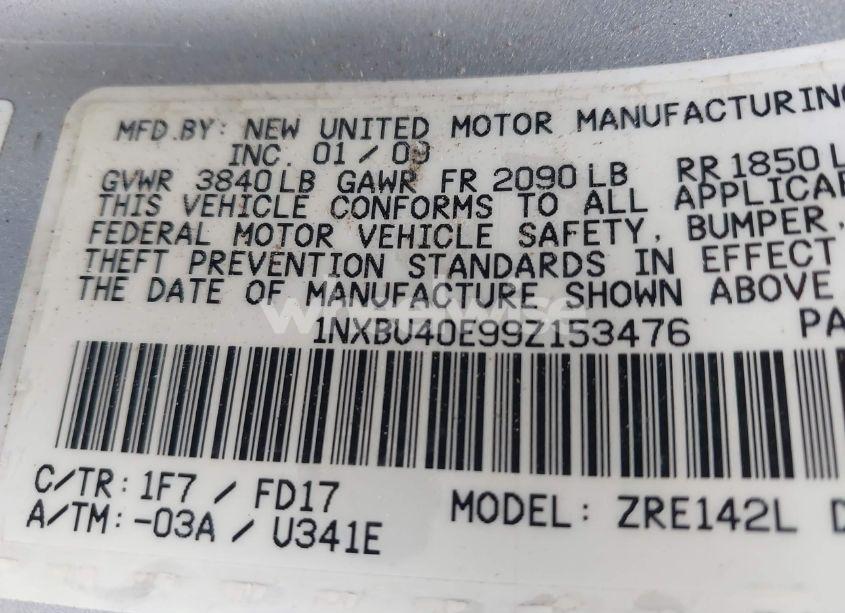 MFD.BY: NEW UNITED MOTOR MANUFACTURING
INC. 01/09
GVWR 3840LB GAWR FR 2090LB RR1850L
THIS VEHICLE CONFORMS TO ALL APPLICAB
FEDERAL MOTOR VEHICLE SAFETY, BUMPER,
THEFT PREVENTION STANDARDS IN EFFECT
THE DATE OF MANUFACTURE SHOWN ABOVE
1NXBU40E99Z153476 PA
C/TR: 1F7 / FD17
A/TM: -03A / U341E
MODEL: ZRE142L D